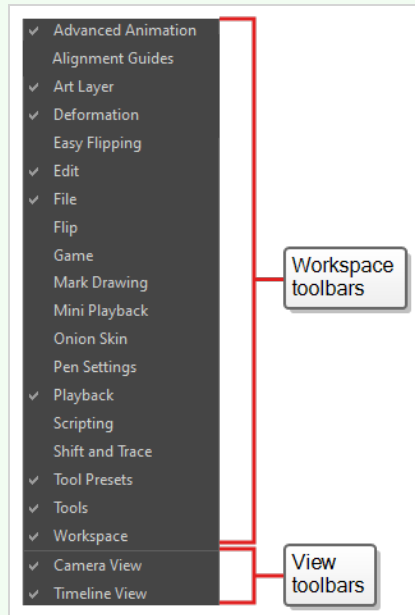 Advanced Animation
Alignment Guides
Art Layer
Deformation
Easy Flipping
Edit
File
Flip
Game
Mark Drawing
Mini Playback
Onion Skin
Pen Settings
Playback
Scripting
Shift and Trace
Tool Presets
Tools
Workspace
Camera View
Timeline View
Workspace
toolbars
View
toolbars